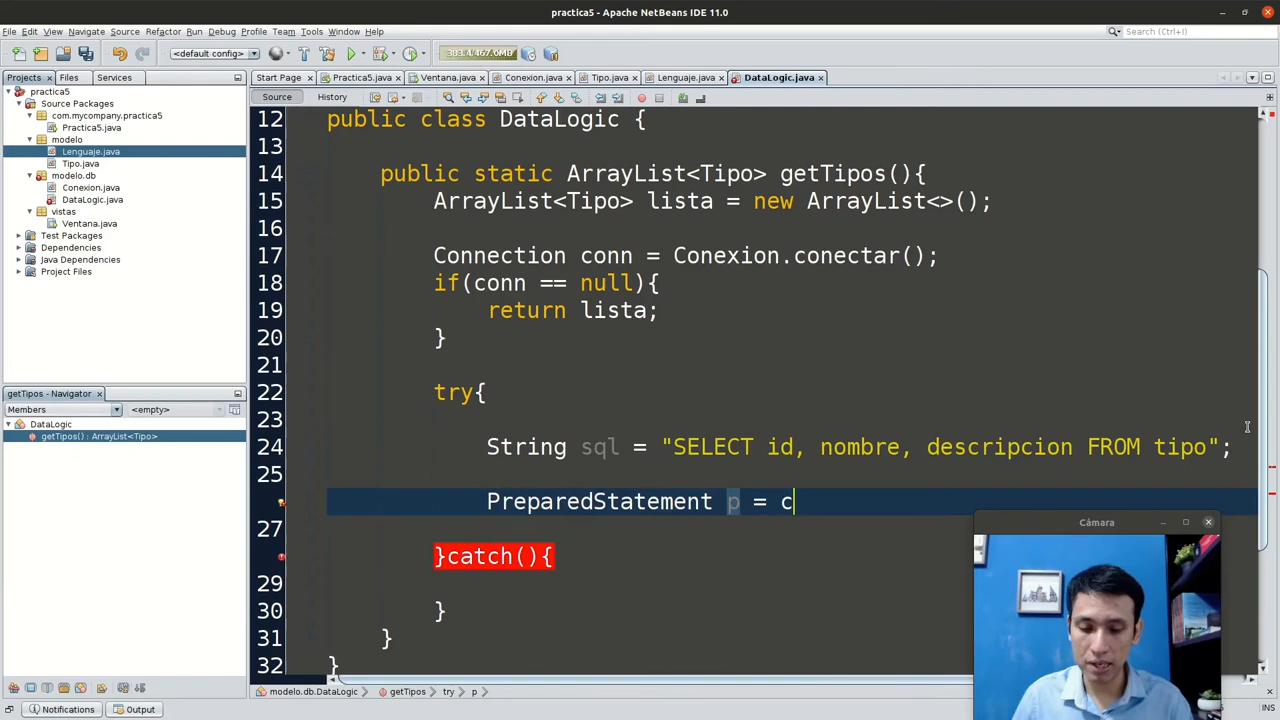 practica5 - Apache NetBeans IDE 11.0
File Edit View Navigate Source Refactor Run Debug Profile Team Tools Window Help
Search (Ctrl+I)
<default config>
383.4/467.0MB
Projects Files Services
Start Page Practica5.java Ventana.java Conexion.java Tipo.java Lenguaje.java DataLogic.java
Source History
practica5
Source Packages
com.mycompany.practica5
Practica5.java
modelo
Lenguaje.java
Tipo.java
modelo.db
Conexion.java
DataLogic.java
vistas
Ventana.java
Test Packages
Dependencies
Java Dependencies
Project Files
getTipos - Navigator
Members <empty>
DataLogic
getTipos() : ArrayList<Tipo>
12 public class DataLogic {
13
14 public static ArrayList<Tipo> getTipos(){
15 ArrayList<Tipo> lista = new ArrayList<>();
16
17 Connection conn = Conexion.conectar();
18 if(conn == null){
19 return lista;
20 }
21
22 try{
23
24 String sql = "SELECT id, nombre, descripcion FROM tipo";
25
PreparedStatement p = c
27
}catch(){
29
30 }
31 }
32 }
Câmara
modelo.db.DataLogic getTipos try p
Notifications Output
INS